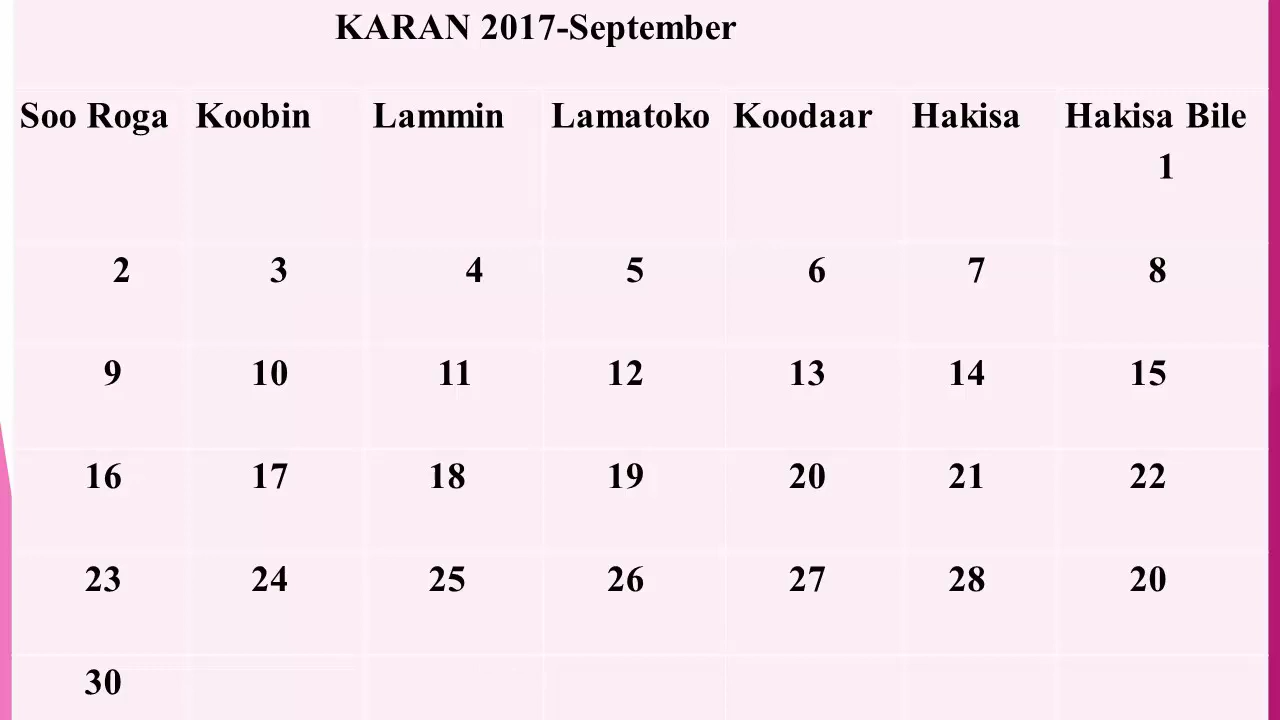 KARAN 2017-September
Soo Roga Koobin Lammin Lamatoko Koodaar Hakisa Hakisa Bile
1
2 3 4 5 6 7 8
9 10 11 12 13 14 15
16 17 18 19 20 21 22
23 24 25 26 27 28 20
30